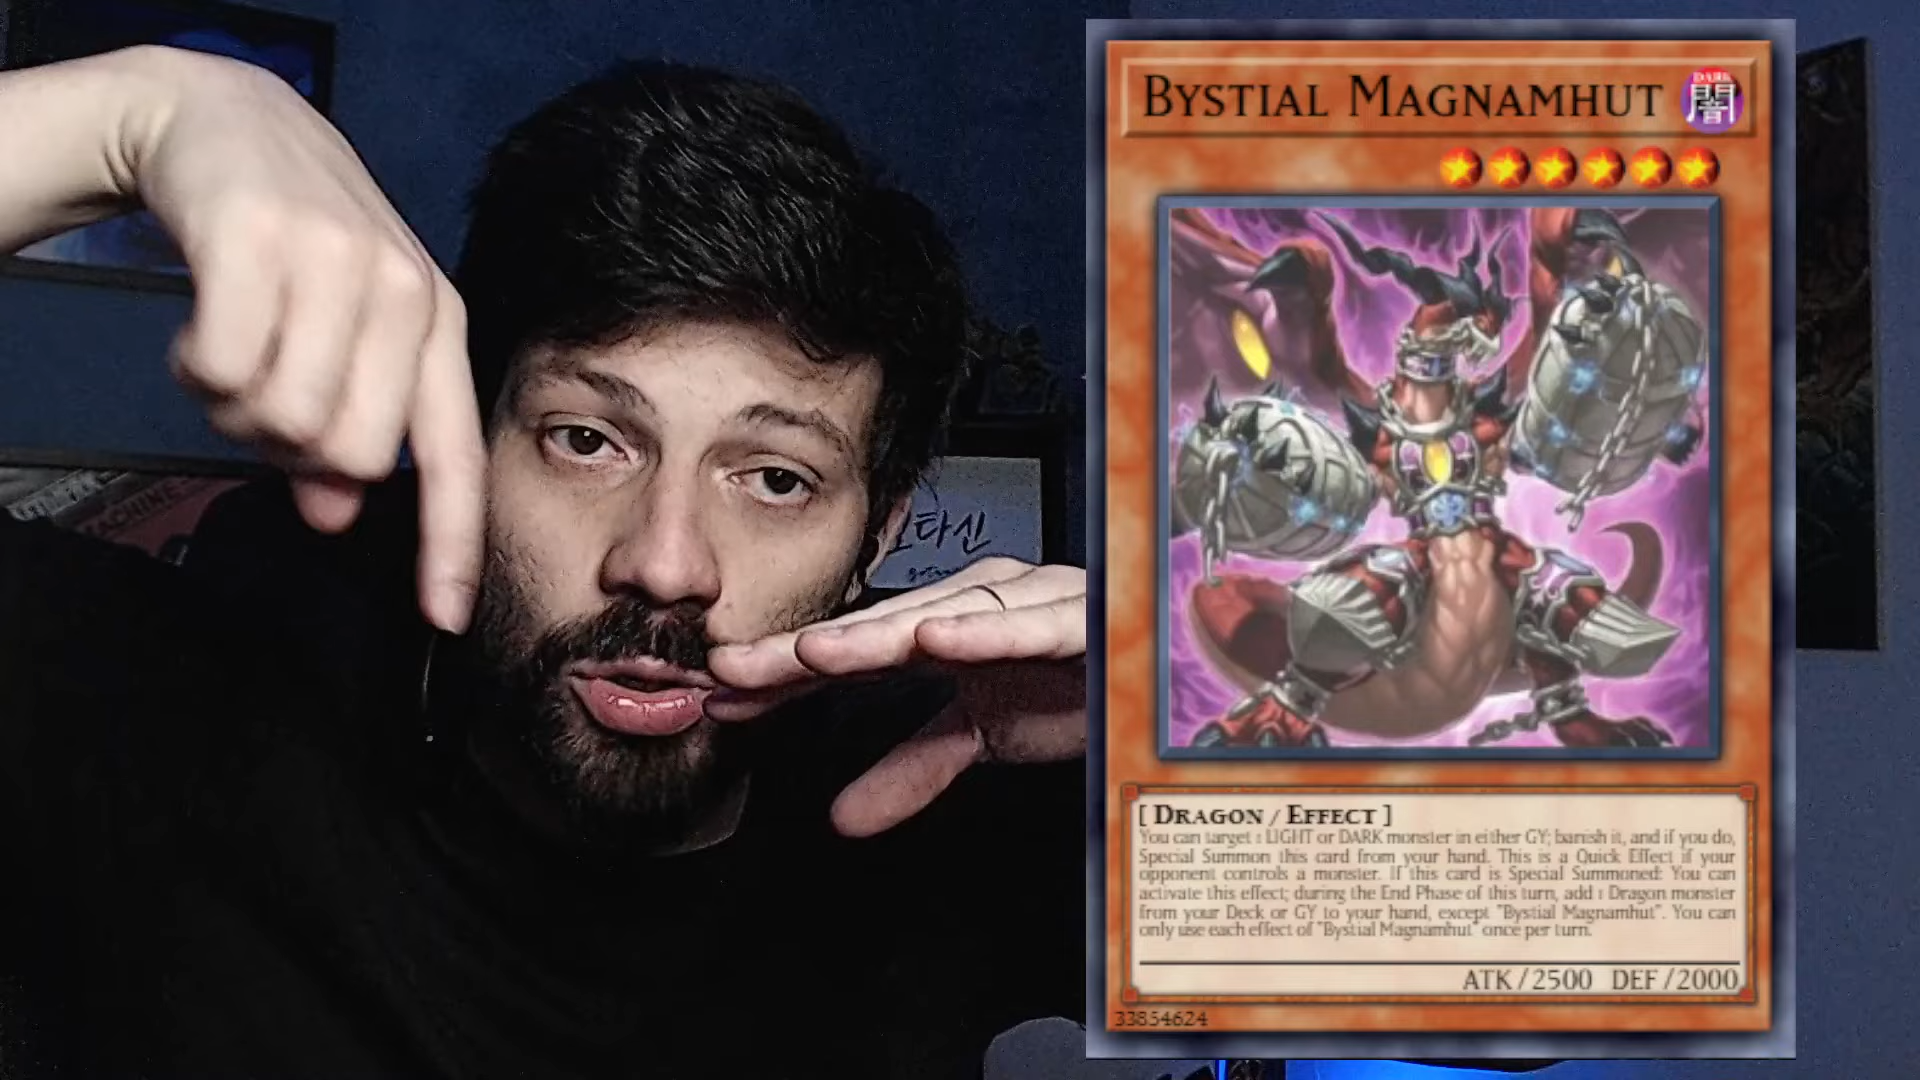 BYSTIAL MAGNAMHUT
DARK
闇
[ DRAGON / EFFECT ]
You can target 1 LIGHT or DARK monster in either GY; banish it, and if you do,
Special Summon this card from your hand. This is a Quick Effect if your
opponent controls a monster. If this card is Special Summoned: You can
activate this effect; during the End Phase of this turn, add 1 Dragon monster
from your Deck or GY to your hand, except "Bystial Magnamhut". You can
only use each effect of "Bystial Magnamhut" once per turn.
ATK/2500 DEF/2000
33854624
MACHINE
타신